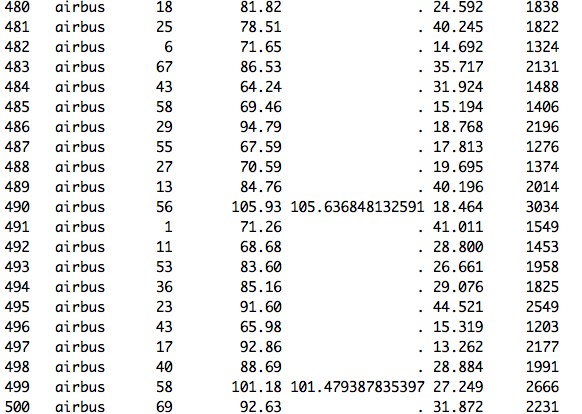 480 airbus 18 81.82 . 24.592 1838
481 airbus 25 78.51 . 40.245 1822
482 airbus 6 71.65 . 14.692 1324
483 airbus 67 86.53 . 35.717 2131
484 airbus 43 64.24 . 31.924 1488
485 airbus 58 69.46 . 15.194 1406
486 airbus 29 94.79 . 18.768 2196
487 airbus 55 67.59 . 17.813 1276
488 airbus 27 70.59 . 19.695 1374
489 airbus 13 84.76 . 40.196 2014
490 airbus 56 105.93 105.636848132591 18.464 3034
491 airbus 1 71.26 . 41.011 1549
492 airbus 11 68.68 . 28.800 1453
493 airbus 53 83.60 . 26.661 1958
494 airbus 36 85.16 . 29.076 1825
495 airbus 23 91.60 . 44.521 2549
496 airbus 43 65.98 . 15.319 1203
497 airbus 17 92.86 . 13.262 2177
498 airbus 40 88.69 . 28.884 1991
499 airbus 58 101.18 101.479387835397 27.249 2666
500 airbus 69 92.63 . 31.872 2231